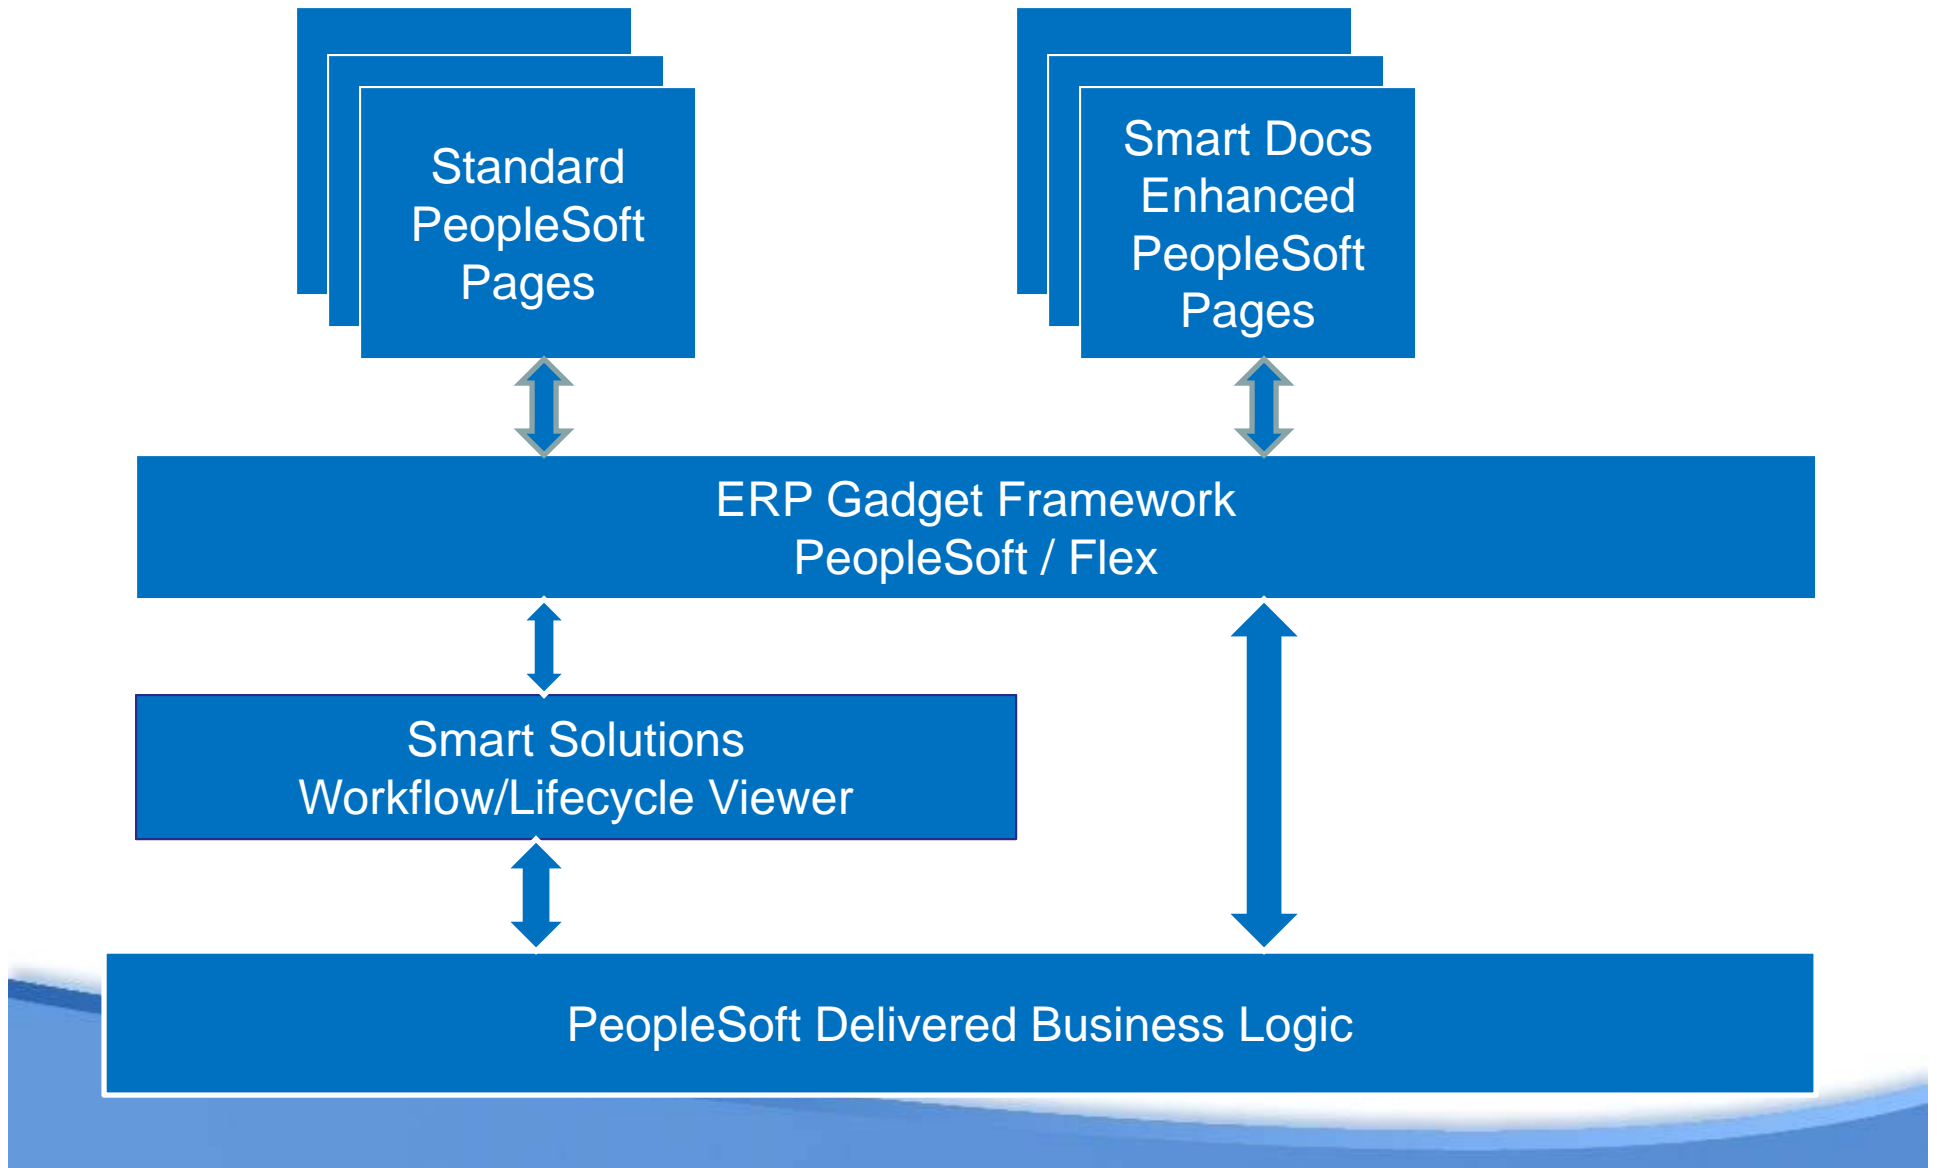 Standard
PeopleSoft
Pages
Smart Docs
Enhanced
PeopleSoft
Pages
ERP Gadget Framework
PeopleSoft / Flex
Smart Solutions
Workflow/Lifecycle Viewer
PeopleSoft Delivered Business Logic